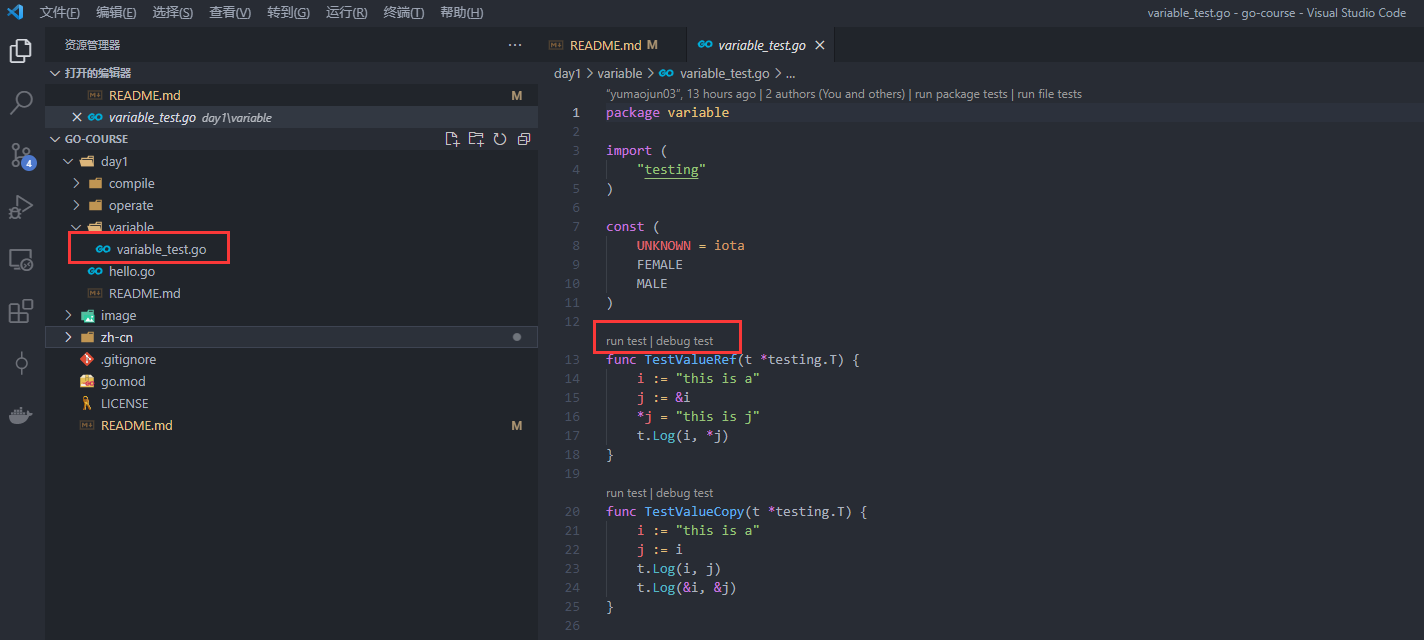 文件(F) 编辑(E) 选择(S) 查看(V) 转到(G) 运行(R) 终端(T) 帮助(H) variable_test.go - go-course - Visual Studio Code
资源管理器 ...
打开的编辑器
README.md M
variable_test.go day1\variable
GO-COURSE
day1
compile
operate
variable
variable_test.go
hello.go
README.md
image
zh-cn
.gitignore
go.mod
LICENSE
README.md M
4
README.md M variable_test.go
day1 > variable > variable_test.go > ...
"yumaojun03", 13 hours ago | 2 authors (You and others) | run package tests | run file tests
1 package variable
2
3 import (
4 "testing"
5 )
6
7 const (
8 UNKNOWN = iota
9 FEMALE
10 MALE
11 )
12
run test | debug test
13 func TestValueRef(t *testing.T) {
14 i := "this is a"
15 j := &i
16 *j = "this is j"
17 t.Log(i, *j)
18 }
19
run test | debug test
20 func TestValueCopy(t *testing.T) {
21 i := "this is a"
22 j := i
23 t.Log(i, j)
24 t.Log(&i, &j)
25 }
26